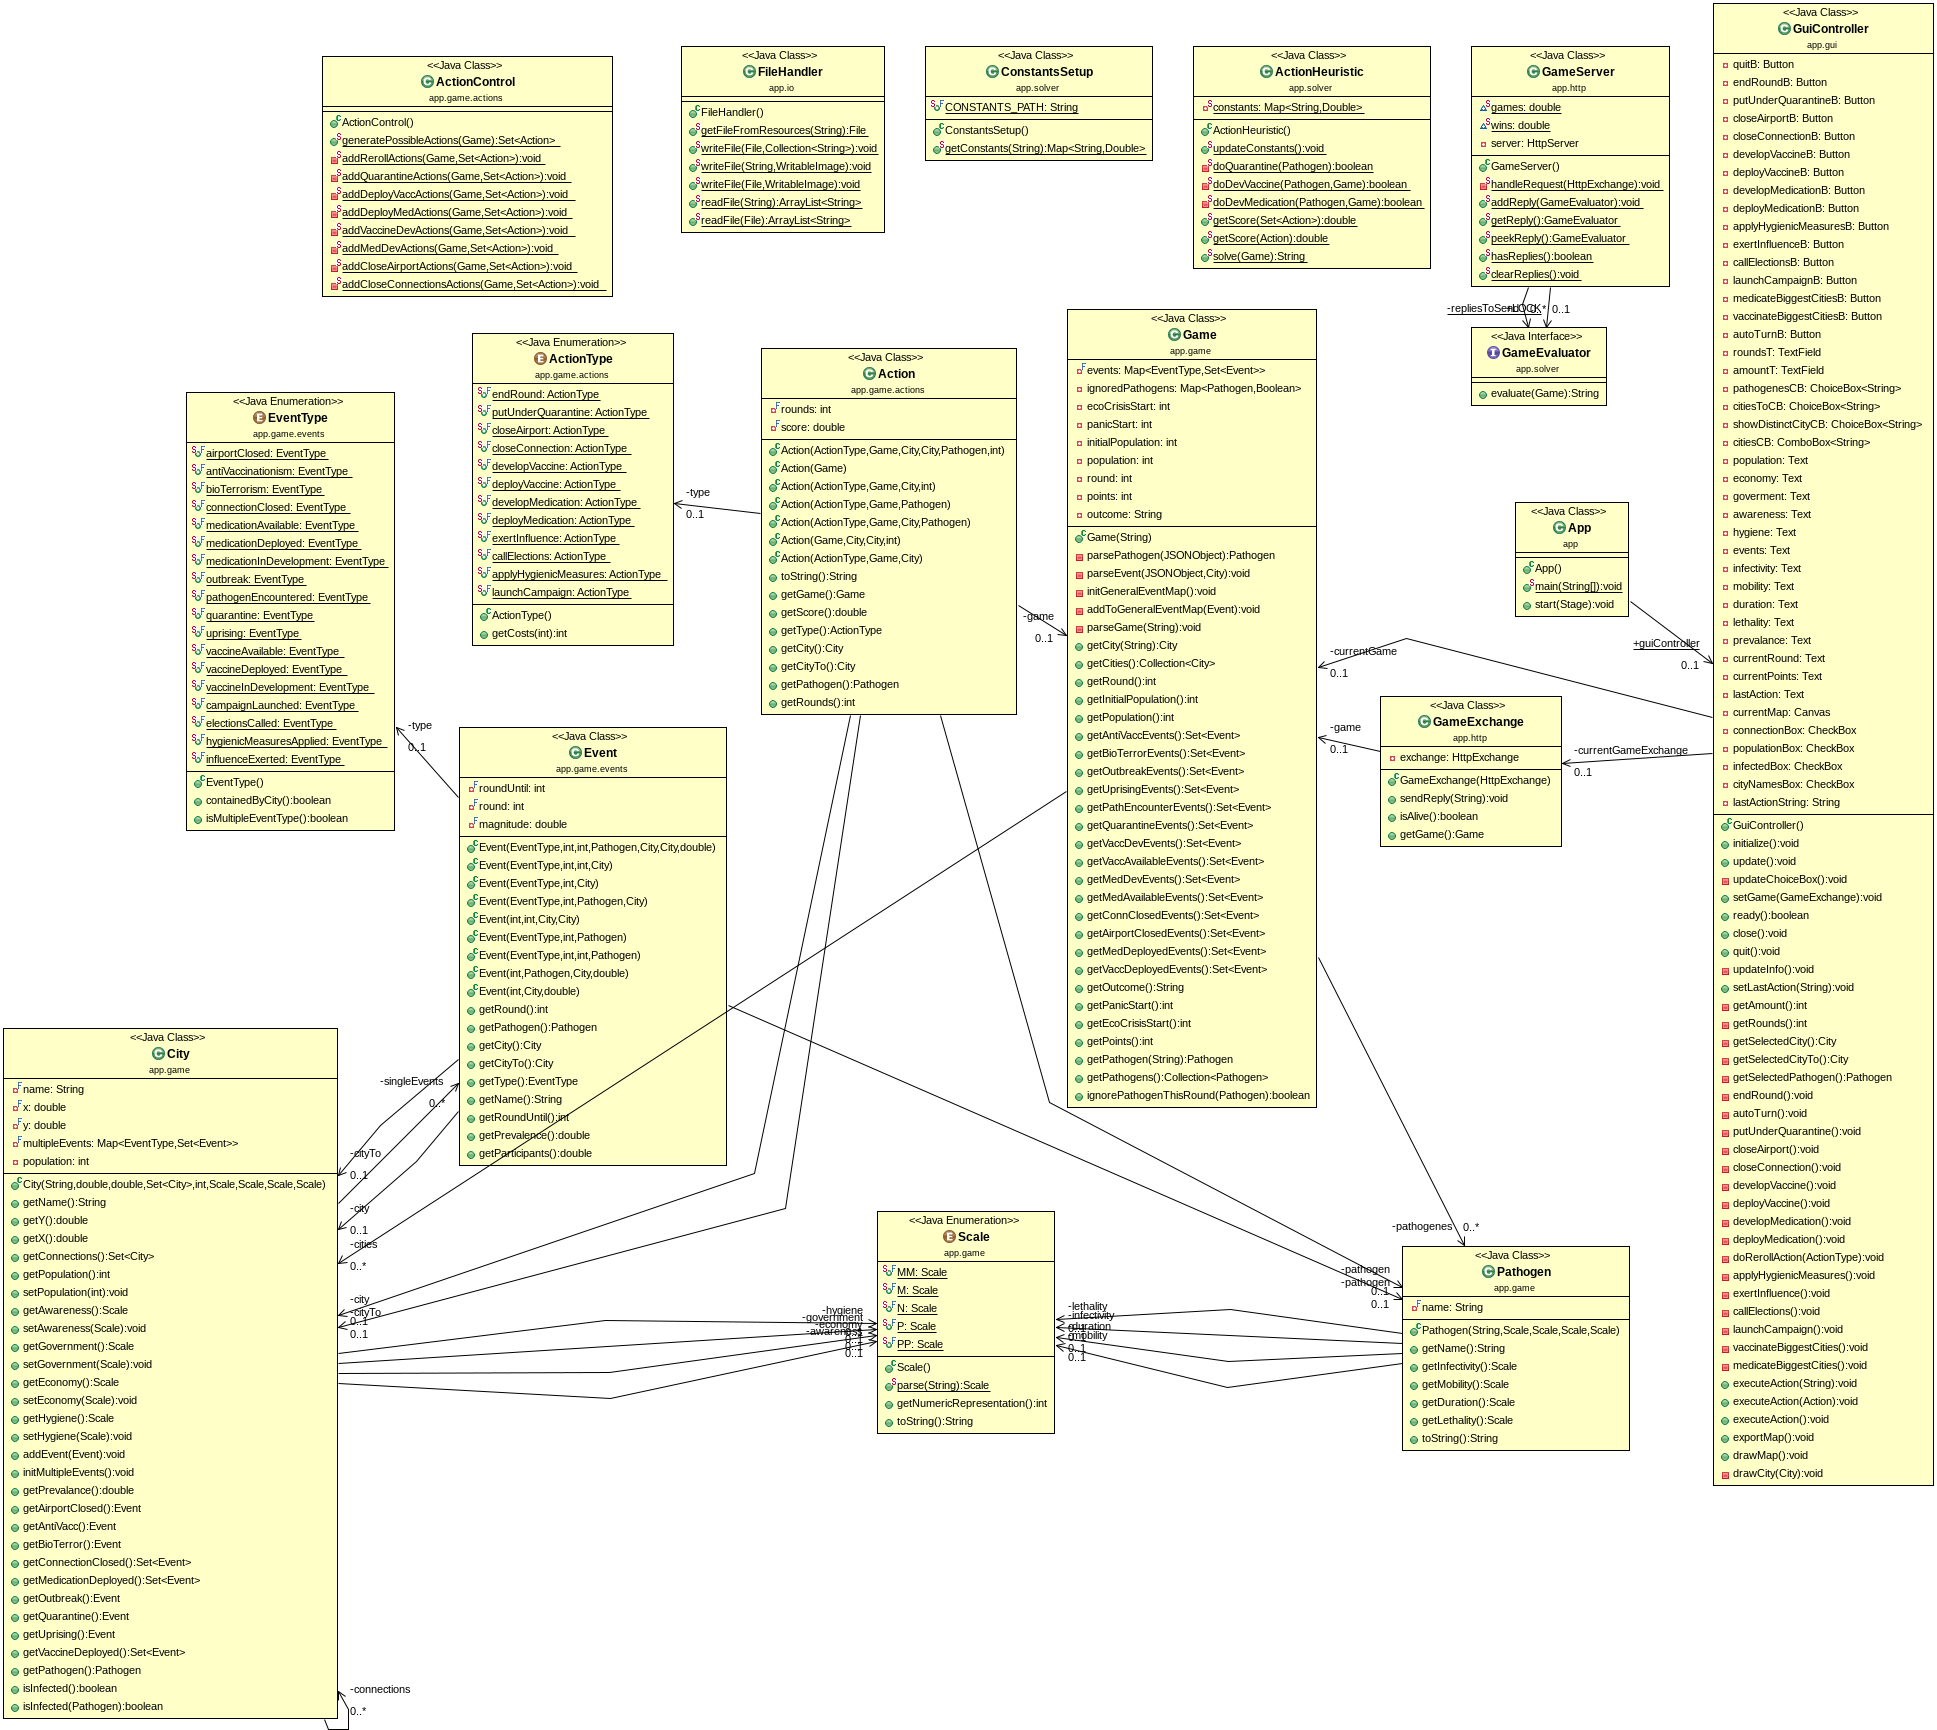 <<Java Class>>
ActionControl
app.game.actions
ActionControl()
generatePossibleActions(Game):Set<Action>
addRerollActions(Game,Set<Action>):void
addQuarantineActions(Game,Set<Action>):void
addDeployVaccActions(Game,Set<Action>):void
addDeployMedActions(Game,Set<Action>):void
addVaccineDevActions(Game,Set<Action>):void
addMedDevActions(Game,Set<Action>):void
addCloseAirportActions(Game,Set<Action>):void
addCloseConnectionsActions(Game,Set<Action>):void
<<Java Class>>
FileHandler
app.io
FileHandler()
getFileFromResources(String):File
writeFile(File,Collection<String>):void
writeFile(String,WritableImage):void
writeFile(File,WritableImage):void
readFile(String):ArrayList<String>
readFile(File):ArrayList<String>
<<Java Class>>
ConstantsSetup
app.solver
CONSTANTS_PATH: String
ConstantsSetup()
getConstants(String):Map<String,Double>
<<Java Class>>
ActionHeuristic
app.solver
constants: Map<String,Double>
ActionHeuristic()
updateConstants():void
doQuarantine(Pathogen):boolean
doDevVaccine(Pathogen,Game):boolean
doDevMedication(Pathogen,Game):boolean
getScore(Set<Action>):double
getScore(Action):double
solve(Game):String
<<Java Class>>
GameServer
app.http
games: double
wins: double
server: HttpServer
GameServer()
handleRequest(HttpExchange):void
addReply(GameEvaluator):void
getReply():GameEvaluator
peekReply():GameEvaluator
hasReplies():boolean
clearReplies():void
0..* 0..1
<<Java Interface>>
GameEvaluator
app.solver
evaluate(Game):String
<<Java Class>>
GuiController
app.gui
quitB: Button
endRoundB: Button
putUnderQuarantineB: Button
closeAirportB: Button
closeConnectionB: Button
developVaccineB: Button
deployVaccineB: Button
developMedicationB: Button
deployMedicationB: Button
applyHygienicMeasuresB: Button
exertInfluenceB: Button
callElectionsB: Button
launchCampaignB: Button
medicateBiggestCitiesB: Button
vaccinateBiggestCitiesB: Button
autoTurnB: Button
roundsT: TextField
amountT: TextField
pathogenesCB: ChoiceBox<String>
citiesToCB: ChoiceBox<String>
showDistinctCityCB: ChoiceBox<String>
citiesCB: ComboBox<String>
population: Text
economy: Text
goverment: Text
awareness: Text
hygiene: Text
events: Text
infectivity: Text
mobility: Text
duration: Text
lethality: Text
prevalance: Text
currentRound: Text
currentPoints: Text
lastAction: Text
currentMap: Canvas
connectionBox: CheckBox
populationBox: CheckBox
infectedBox: CheckBox
cityNamesBox: CheckBox
lastActionString: String
GuiController()
initialize():void
update():void
updateChoiceBox():void
setGame(GameExchange):void
ready():boolean
close():void
quit():void
updateInfo():void
setLastAction(String):void
getAmount():int
getRounds():int
getSelectedCity():City
getSelectedCityTo():City
getSelectedPathogen():Pathogen
endRound():void
autoTurn():void
putUnderQuarantine():void
closeAirport():void
closeConnection():void
developVaccine():void
deployVaccine():void
developMedication():void
deployMedication():void
doRerollAction(ActionType):void
applyHygienicMeasures():void
exertInfluence():void
callElections():void
launchCampaign():void
vaccinateBiggestCities():void
medicateBiggestCities():void
executeAction(String):void
executeAction(Action):void
executeAction():void
exportMap():void
drawMap():void
drawCity(City):void
<<Java Enumeration>>
EventType
app.game.events
airportClosed: EventType
antiVaccinationism: EventType
bioTerrorism: EventType
connectionClosed: EventType
medicationAvailable: EventType
medicationDeployed: EventType
medicationInDevelopment: EventType
outbreak: EventType
pathogenEncountered: EventType
quarantine: EventType
uprising: EventType
vaccineAvailable: EventType
vaccineDeployed: EventType
vaccineInDevelopment: EventType
campaignLaunched: EventType
electionsCalled: EventType
hygienicMeasuresApplied: EventType
influenceExerted: EventType
EventType()
containedByCity():boolean
isMultipleEventType():boolean
-type
0..1
<<Java Enumeration>>
ActionType
app.game.actions
endRound: ActionType
putUnderQuarantine: ActionType
closeAirport: ActionType
closeConnection: ActionType
developVaccine: ActionType
deployVaccine: ActionType
developMedication: ActionType
deployMedication: ActionType
exertInfluence: ActionType
callElections: ActionType
applyHygienicMeasures: ActionType
launchCampaign: ActionType
ActionType()
getCosts(int):int
-type
0..1
<<Java Class>>
Action
app.game.actions
rounds: int
score: double
Action(ActionType,Game,City,City,Pathogen,int)
Action(Game)
Action(ActionType,Game,City,int)
Action(ActionType,Game,Pathogen)
Action(ActionType,Game,City,Pathogen)
Action(Game,City,City,int)
Action(ActionType,Game,City)
toString():String
getGame():Game
getScore():double
getType():ActionType
getCity():City
getCityTo():City
getPathogen():Pathogen
getRounds():int
-game
0..1
<<Java Class>>
Game
app.game
events: Map<EventType,Set<Event>>
ignoredPathogens: Map<Pathogen,Boolean>
ecoCrisisStart: int
panicStart: int
initialPopulation: int
population: int
round: int
points: int
outcome: String
Game(String)
parsePathogen(JSONObject):Pathogen
parseEvent(JSONObject,City):void
initGeneralEventMap():void
addToGeneralEventMap(Event):void
parseGame(String):void
getCity(String):City
getCities():Collection<City>
getRound():int
getInitialPopulation():int
getPopulation():int
getAntiVaccEvents():Set<Event>
getBioTerrorEvents():Set<Event>
getOutbreakEvents():Set<Event>
getUprisingEvents():Set<Event>
getPathEncounterEvents():Set<Event>
getQuarantineEvents():Set<Event>
getVaccDevEvents():Set<Event>
getVaccAvailableEvents():Set<Event>
getMedDevEvents():Set<Event>
getMedAvailableEvents():Set<Event>
getConnClosedEvents():Set<Event>
getAirportClosedEvents():Set<Event>
getMedDeployedEvents():Set<Event>
getVaccDeployedEvents():Set<Event>
getOutcome():String
getPanicStart():int
getEcoCrisisStart():int
getPoints():int
getPathogen(String):Pathogen
getPathogens():Collection<Pathogen>
ignorePathogenThisRound(Pathogen):boolean
<<Java Class>>
App
app
App()
main(String[]):void
start(Stage):void
+guiController
0..1
-currentGame
0..1
-game
0..1
<<Java Class>>
GameExchange
app.http
exchange: HttpExchange
GameExchange(HttpExchange)
sendReply(String):void
isAlive():boolean
getGame():Game
-currentGameExchange
0..1
<<Java Class>>
Event
app.game.events
roundUntil: int
round: int
magnitude: double
Event(EventType,int,int,Pathogen,City,City,double)
Event(EventType,int,int,City)
Event(EventType,int,City)
Event(EventType,int,Pathogen,City)
Event(int,int,City,City)
Event(EventType,int,Pathogen)
Event(EventType,int,int,Pathogen)
Event(int,Pathogen,City,double)
Event(int,City,double)
getRound():int
getPathogen():Pathogen
getCity():City
getCityTo():City
getType():EventType
getName():String
getRoundUntil():int
getPrevalence():double
getParticipants():double
<<Java Class>>
City
app.game
name: String
x: double
y: double
multipleEvents: Map<EventType,Set<Event>>
population: int
City(String,double,double,Set<City>,int,Scale,Scale,Scale,Scale)
getName():String
getY():double
getX():double
getConnections():Set<City>
getPopulation():int
setPopulation(int):void
getAwareness():Scale
setAwareness(Scale):void
getGovernment():Scale
setGovernment(Scale):void
getEconomy():Scale
setEconomy(Scale):void
getHygiene():Scale
setHygiene(Scale):void
addEvent(Event):void
initMultipleEvents():void
getPrevalance():double
getAirportClosed():Event
getAntiVacc():Event
getBioTerror():Event
getConnectionClosed():Set<Event>
getMedicationDeployed():Set<Event>
getOutbreak():Event
getQuarantine():Event
getUprising():Event
getVaccineDeployed():Set<Event>
getPathogen():Pathogen
isInfected():boolean
isInfected(Pathogen):boolean
-singleEvents
0..*
-cityTo
0..1
-city
0..1
-cities
0..*
-city
0..1
-cityTo
0..1
-connections
0..*
-hygiene
-government
-economy
-awareness
0..1
<<Java Enumeration>>
Scale
app.game
MM: Scale
M: Scale
N: Scale
P: Scale
PP: Scale
Scale()
parse(String):Scale
getNumericRepresentation():int
toString():String
-lethality
-infectivity
-duration
-mobility
0..1
0..1
-pathogenes 0..*
-pathogen
-pathogen
0..1
0..1
<<Java Class>>
Pathogen
app.game
name: String
Pathogen(String,Scale,Scale,Scale,Scale)
getName():String
getInfectivity():Scale
getMobility():Scale
getDuration():Scale
getLethality():Scale
toString():String